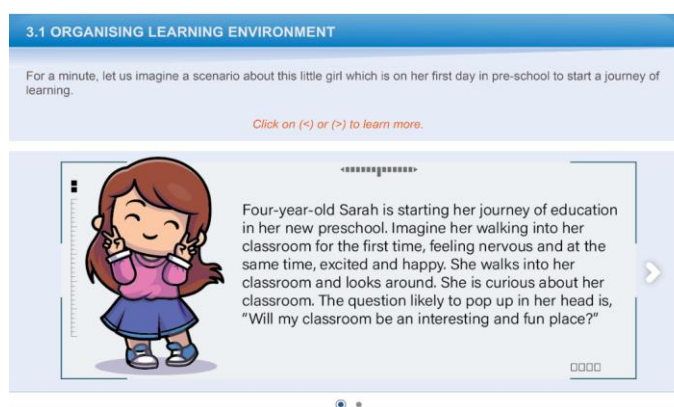 3.1 ORGANISING LEARNING ENVIRONMENT
For a minute, let us imagine a scenario about this little girl which is on her first day in pre-school to start a journey of
learning.
Click on (<) or (>) to learn more.
Four-year-old Sarah is starting her journey of education
in her new preschool. Imagine her walking into her
classroom for the first time, feeling nervous and at the
same time, excited and happy. She walks into her
classroom and looks around. She is curious about her
classroom. The question likely to pop up in her head is,
“Will my classroom be an interesting and fun place?”